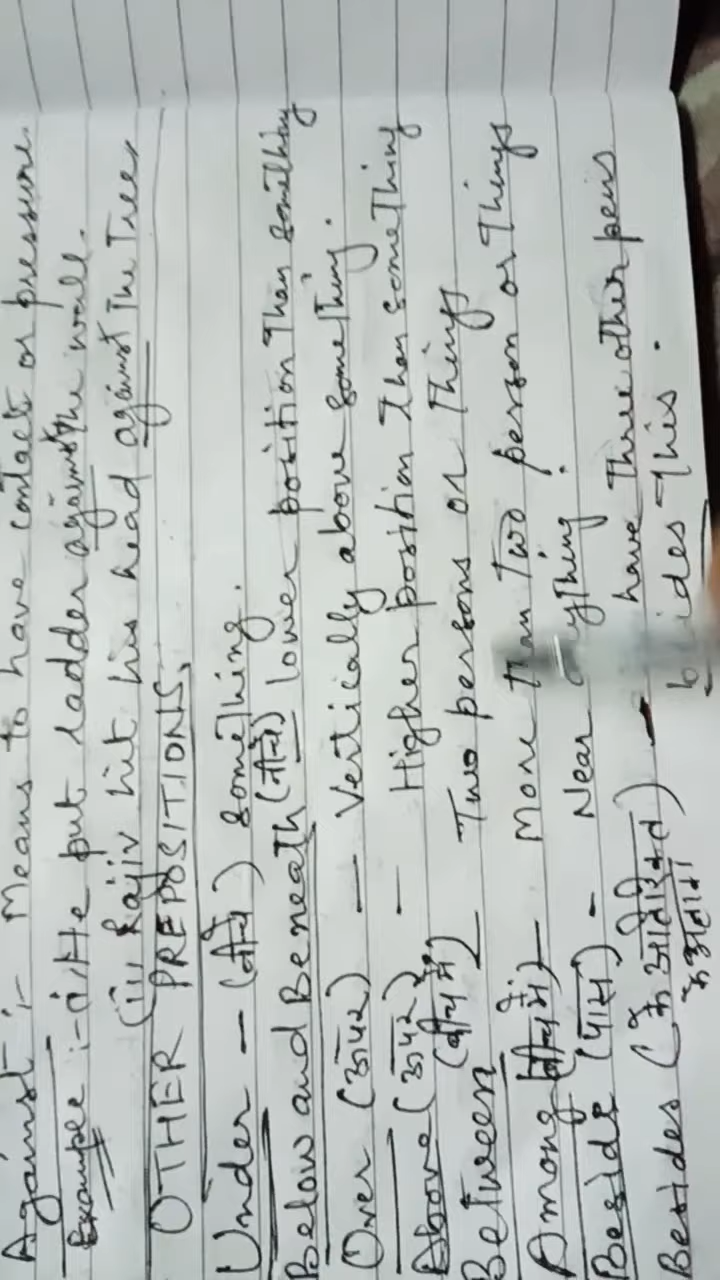 Against :- Means to have contact or pressure.
Example :- (i) He put ladder against the wall.
(ii) Rajiv hit his head against the Tree.
OTHER PREPOSITIONS.
Under - (नीचे) something.
Below and Beneath (नीचे) lower position than something
Over (ऊपर) - Vertically above something.
Above (ऊपर) - Higher position than something
Between (बीच में) Two persons or things
Among (बीच में) - More than two person or things
Beside (पास) - Near anything.
Besides (के अतिरिक्त) - have three other pens
के अलावा besides this.